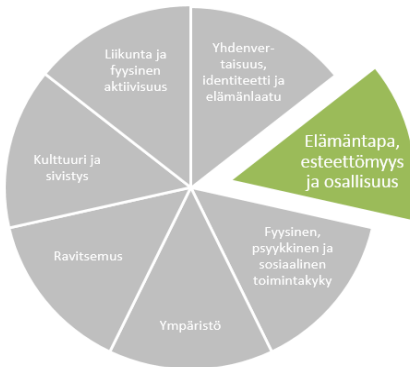 Liikunta ja
fyysinen
aktiivisuus
Yhdenver-
taisuus,
identiteetti ja
elämänlaatu
Elämäntapa,
esteettömyys
ja osallisuus
Fyysinen,
psyykkinen ja
sosiaalinen
toimintakyky
Ympäristö
Ravitsemus
Kulttuuri ja
sivistys